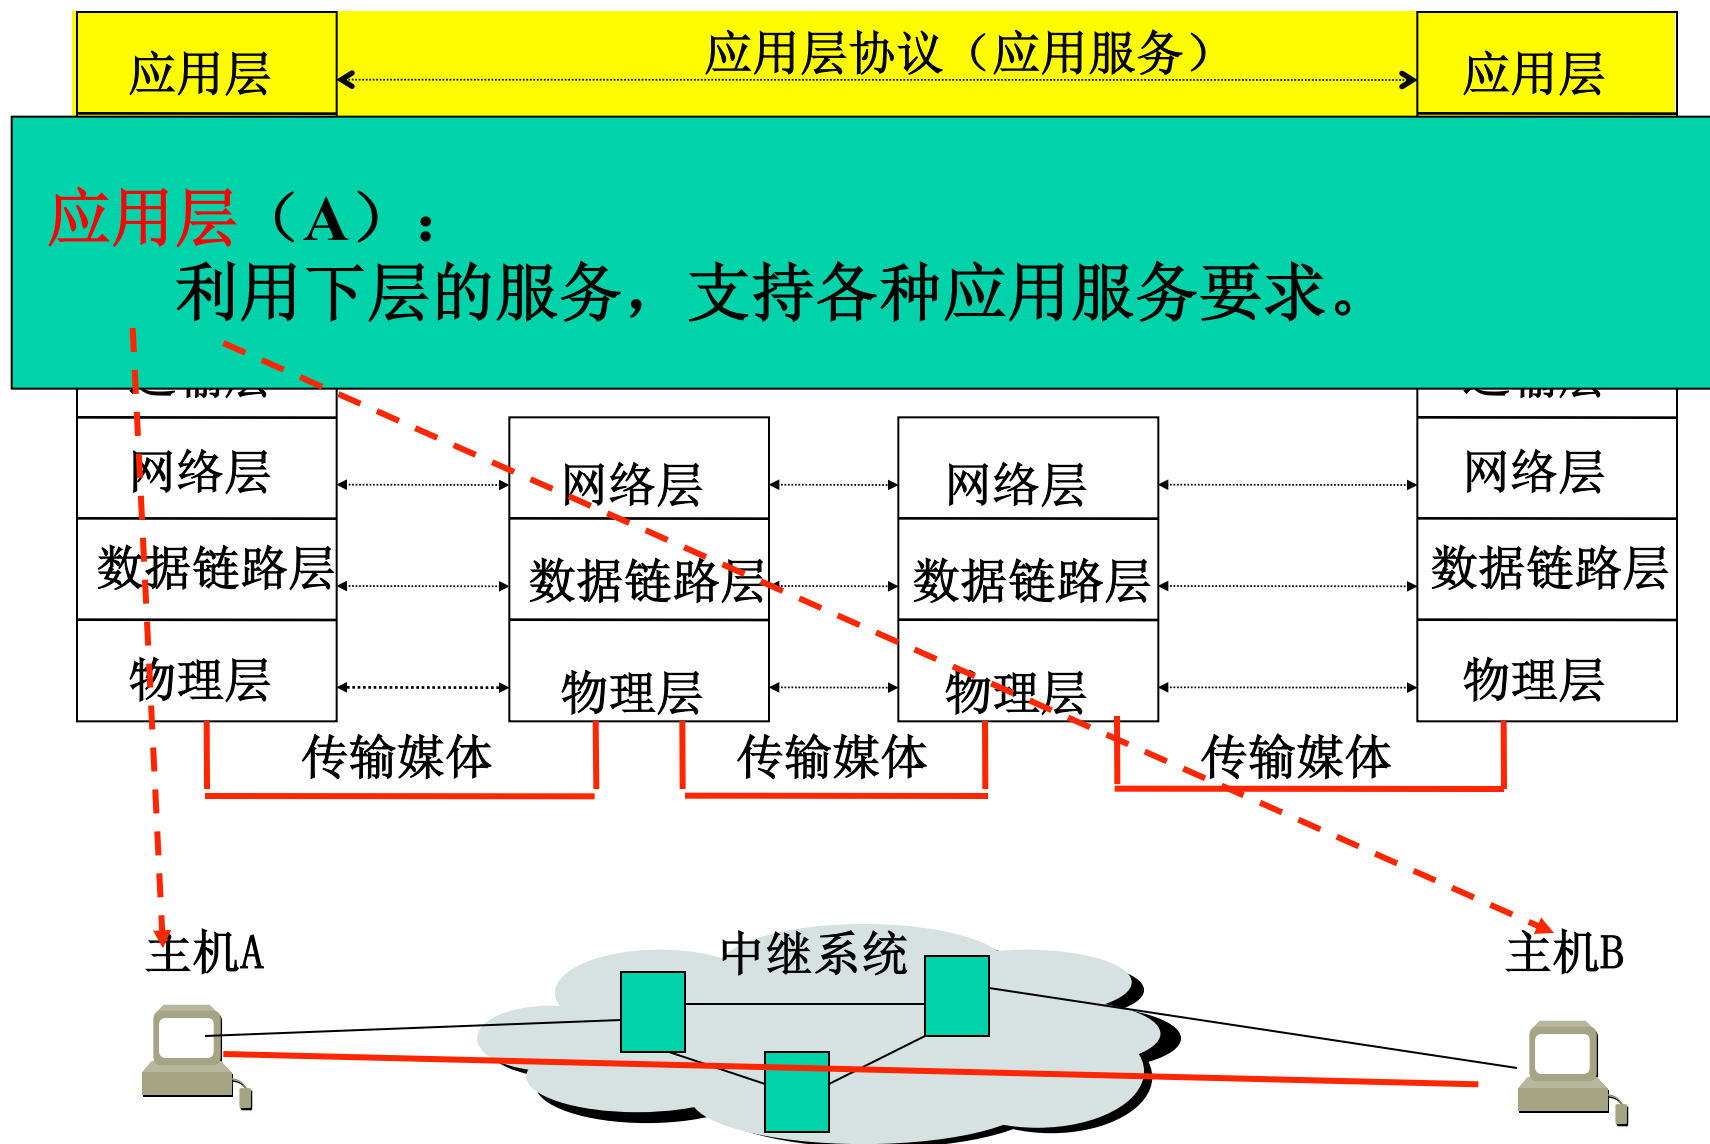 应用层
应用层协议（应用服务）
应用层
应用层（A）：
利用下层的服务，支持各种应用服务要求。
网络层
网络层
网络层
网络层
数据链路层
数据链路层
数据链路层
数据链路层
物理层
物理层
物理层
物理层
传输媒体
传输媒体
传输媒体
主机A
中继系统
主机B